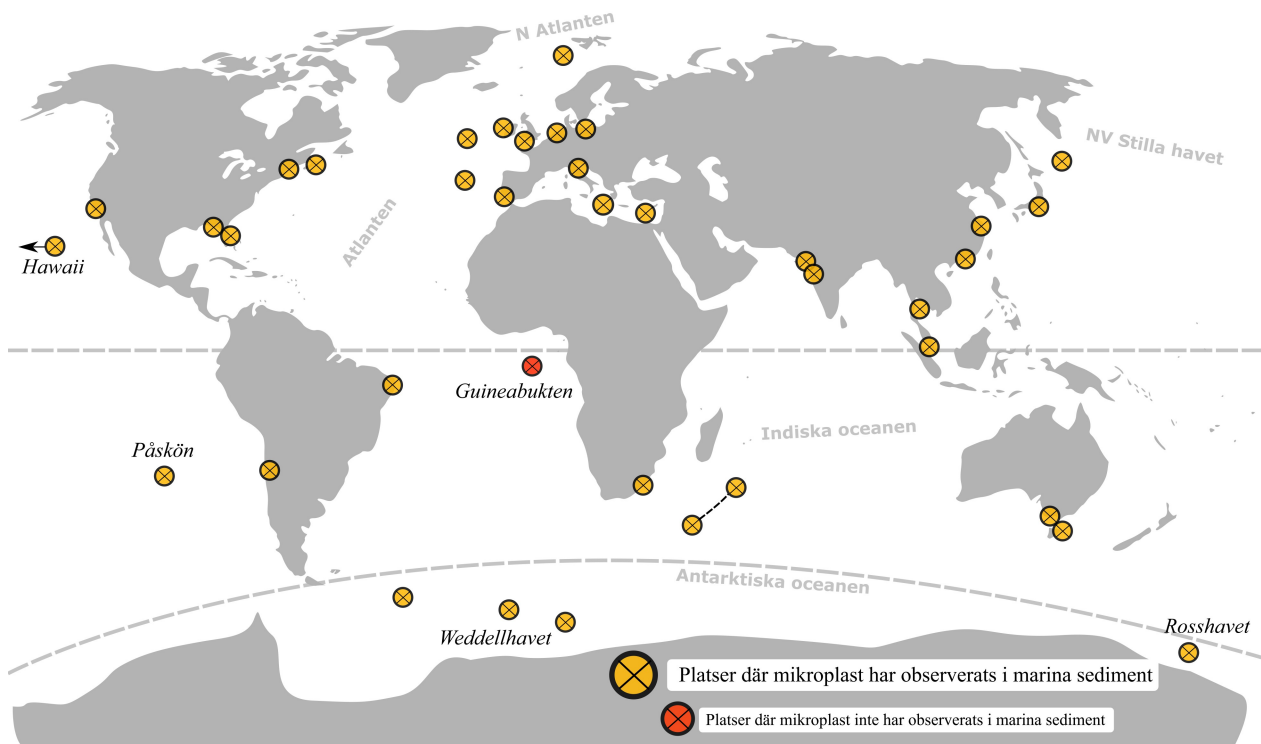 N Atlanten
NV Stilla havet
Atlanten
Hawaii
Guineabukten
Indiska oceanen
Påskön
Antarktiska oceanen
Weddellhavet
Rosshavet
Platser där mikroplast har observerats i marina sediment
Platser där mikroplast inte har observerats i marina sediment